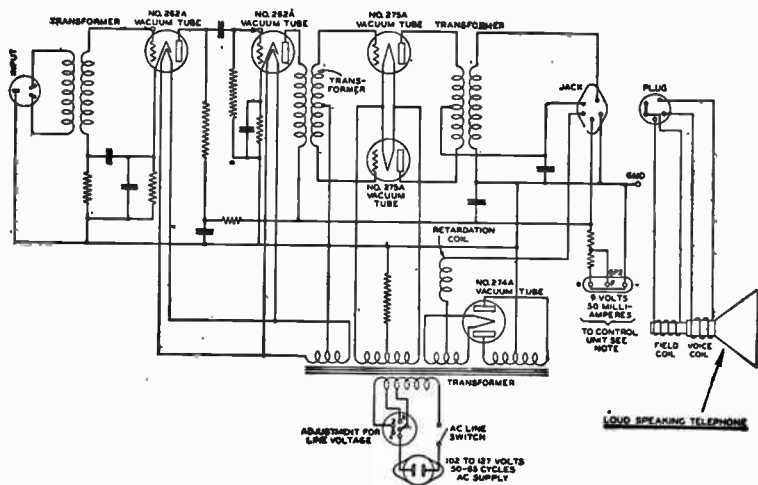 TRANSFORMER
NO. 262A
VACUUM TUBE
NO. 262A
VACUUM TUBE
NO. 275A
VACUUM TUBE
TRANSFORMER
INPUT
TRANS-
FORMER
JACK
PLUG
NO. 275A
VACUUM
TUBE
GND
RETARDATION
COIL
NO. 274A
VACUUM TUBE
9 VOLTS
50 MILLI-
AMPERES
TO CONTROL
UNIT SEE
NOTE
FIELD
COIL
VOICE
COIL
TRANSFORMER
LOUD SPEAKING TELEPHONE
ADJUSTMENT FOR
LINE VOLTAGE
AC LINE
SWITCH
102 TO 127 VOLTS
50-65 CYCLES
AC SUPPLY